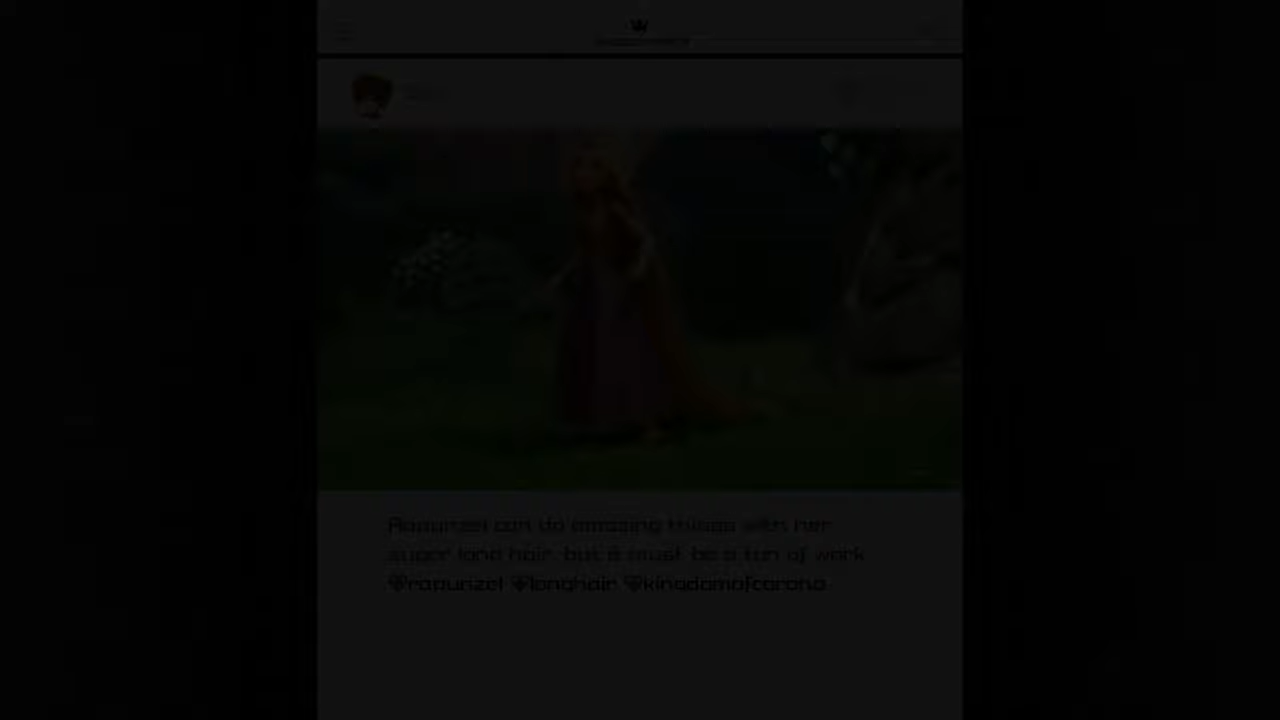 Rapunzel can do amazing things with her
super long hair, but it must be a ton of work
rapunzel longhair kingdomofcorona